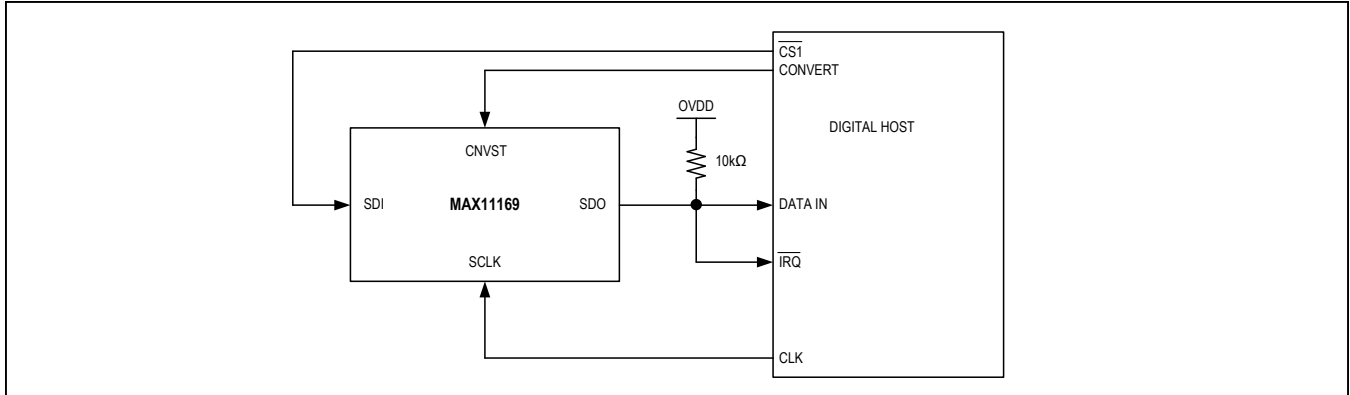 CS1
CONVERT
OVDD
DIGITAL HOST
CNVST
10kΩ
SDI
MAX11169
SDO
DATA IN
SCLK
IRQ
CLK